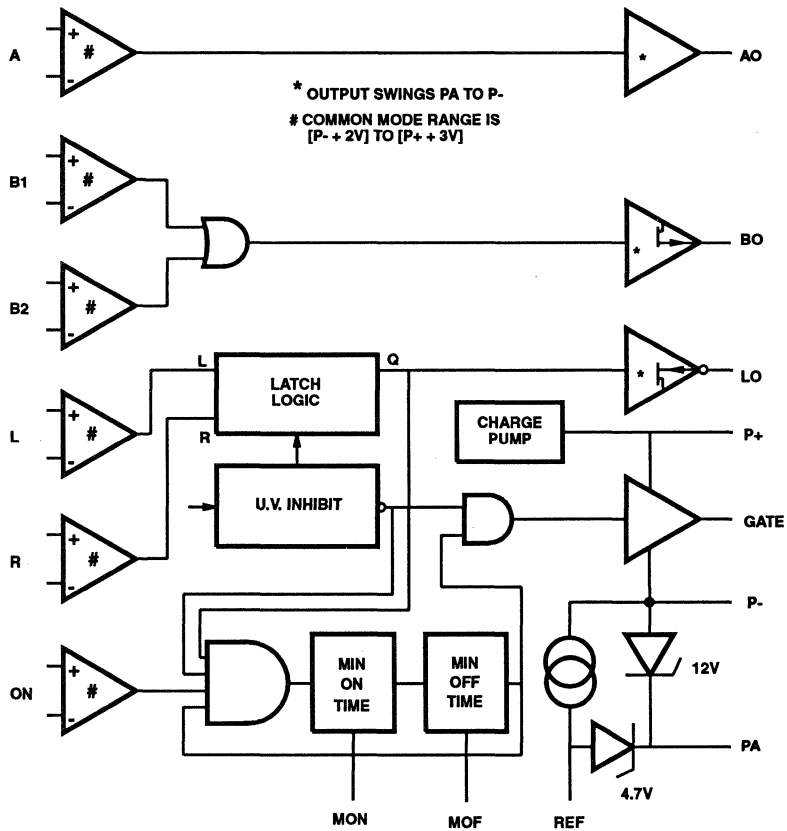 A
+
#
-
*
AO
* OUTPUT SWINGS PA TO P-
# COMMON MODE RANGE IS
[P- + 2V] TO [P+ + 3V]
B1
+
#
-
*
BO
B2
+
#
-
L
LATCH
LOGIC
Q
R
*
LO
L
+
#
-
CHARGE
PUMP
P+
U.V. INHIBIT
GATE
R
+
#
-
P-
ON
+
#
-
MIN
ON
TIME
MIN
OFF
TIME
12V
PA
4.7V
MON
MOF
REF